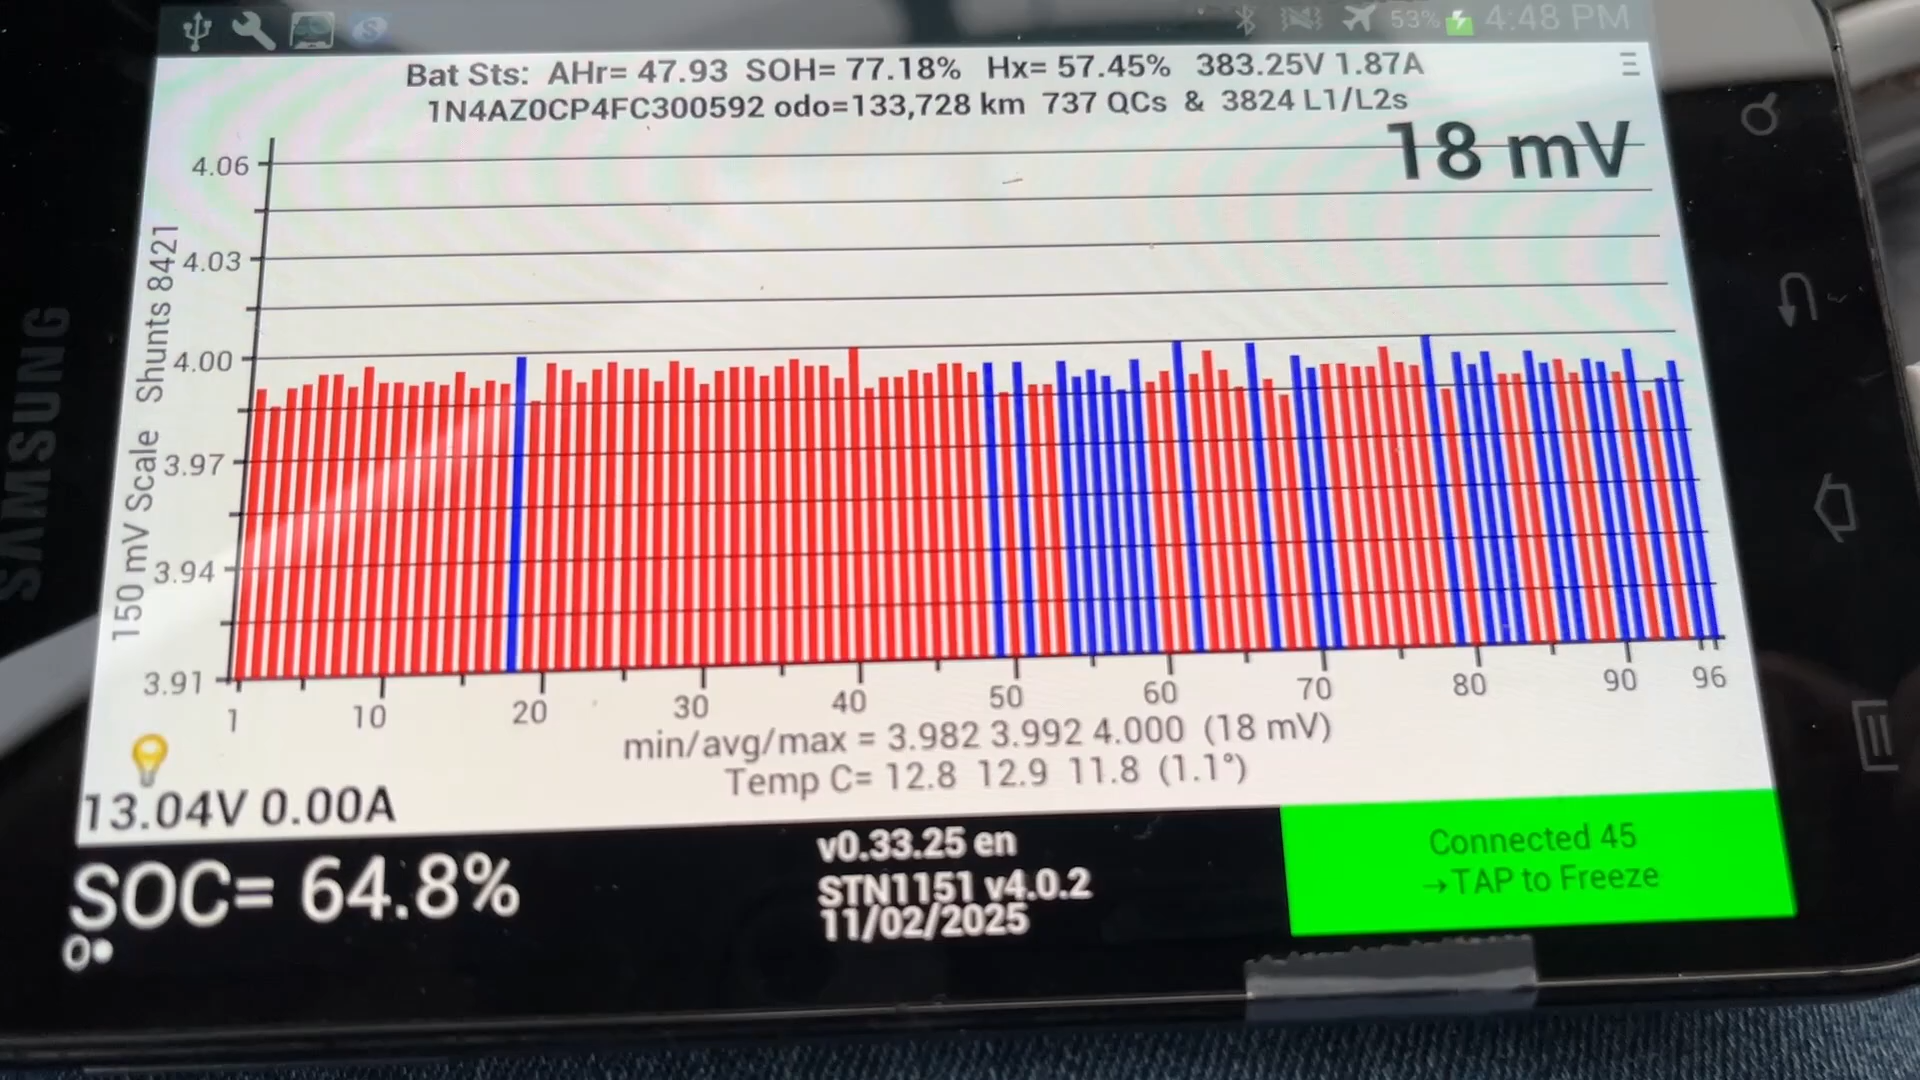 53% 4:48 PM
Bat Sts: AHr= 47.93 SOH= 77.18% Hx= 57.45% 383.25V 1.87A
1N4AZ0CP4FC300592 odo=133,728 km 737 QCs & 3824 L1/L2s
18 mV
4.06
4.03
4.00
3.97
3.94
3.91
150 mV Scale Shunts 8421
1 10 20 30 40 50 60 70 80 90 96
min/avg/max = 3.982 3.992 4.000 (18 mV)
Temp C= 12.8 12.9 11.8 (1.1°)
13.04V 0.00A
SOC= 64.8%
v0.33.25 en
STN1151 v4.0.2
11/02/2025
Connected 45
→TAP to Freeze
SAMSUNG